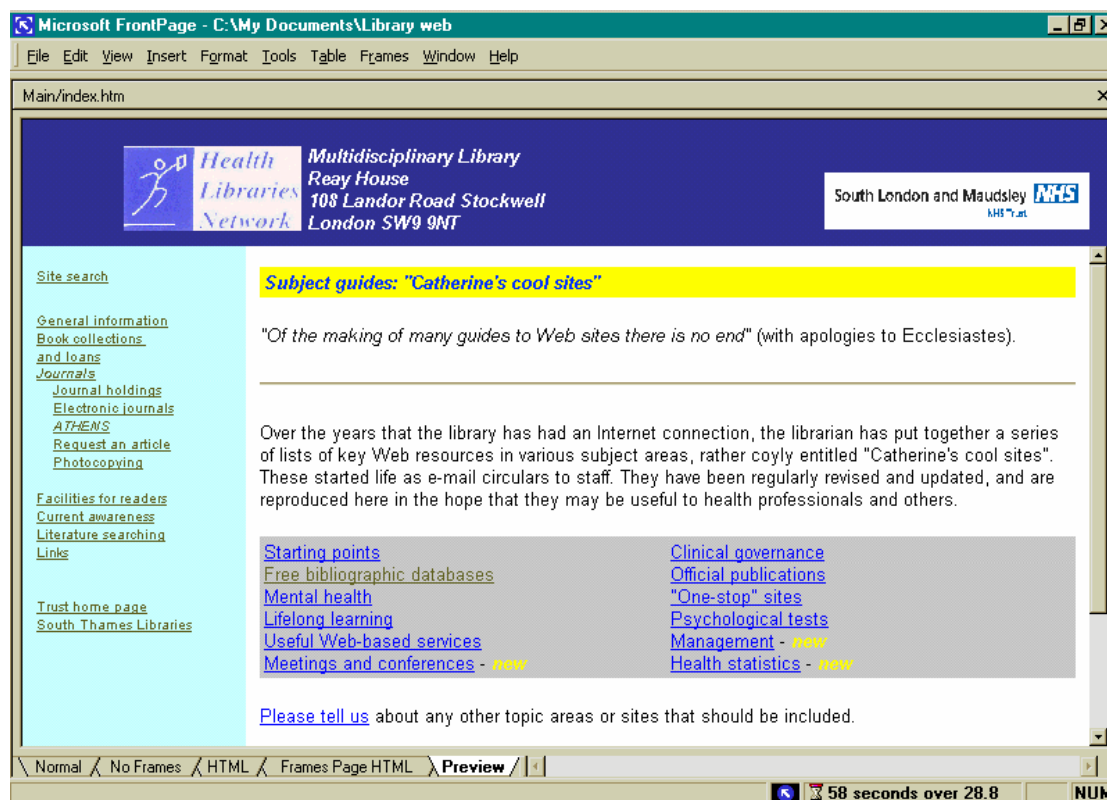 Microsoft FrontPage - C:\My Documents\Library web
File Edit View Insert Format Tools Table Frames Window Help
Main/index.htm
Health
Libraries
Network
Multidisciplinary Library
Reay House
108 Landor Road Stockwell
London SW9 9NT
South London and Maudsley NHS
NHS Trust
Site search
General information
Book collections
and loans
Journals
Journal holdings
Electronic journals
ATHENS
Request an article
Photocopying
Facilities for readers
Current awareness
Literature searching
Links
Trust home page
South Thames Libraries
Subject guides: "Catherine's cool sites"
"Of the making of many guides to Web sites there is no end" (with apologies to Ecclesiastes).
Over the years that the library has had an Internet connection, the librarian has put together a series
of lists of key Web resources in various subject areas, rather coyly entitled "Catherine's cool sites".
These started life as e-mail circulars to staff. They have been regularly revised and updated, and are
reproduced here in the hope that they may be useful to health professionals and others.
Starting points
Free bibliographic databases
Mental health
Lifelong learning
Useful Web-based services
Meetings and conferences - new
Clinical governance
Official publications
"One-stop" sites
Psychological tests
Management - new
Health statistics - new
Please tell us about any other topic areas or sites that should be included.
Normal No Frames HTML Frames Page HTML Preview
58 seconds over 28.8 NUM